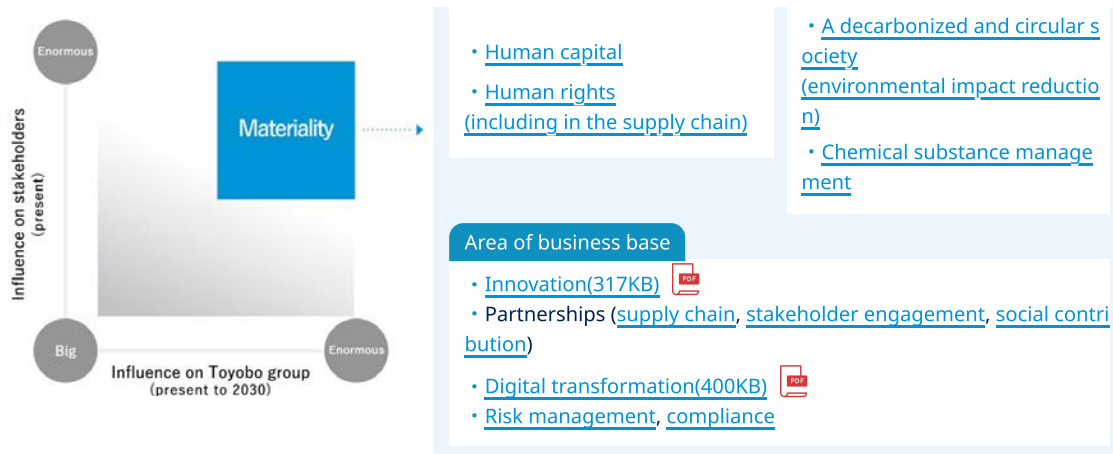 Enormous
Influence on stakeholders
(present)
Materiality
Big
Enormous
Influence on Toyobo group
(present to 2030)
・Human capital
・Human rights
(including in the supply chain)
・A decarbonized and circular s
ociety
(environmental impact reductio
n)
・Chemical substance manage
ment
Area of business base
・Innovation(317KB) PDF
・Partnerships (supply chain, stakeholder engagement, social contri
bution)
・Digital transformation(400KB) PDF
・Risk management, compliance